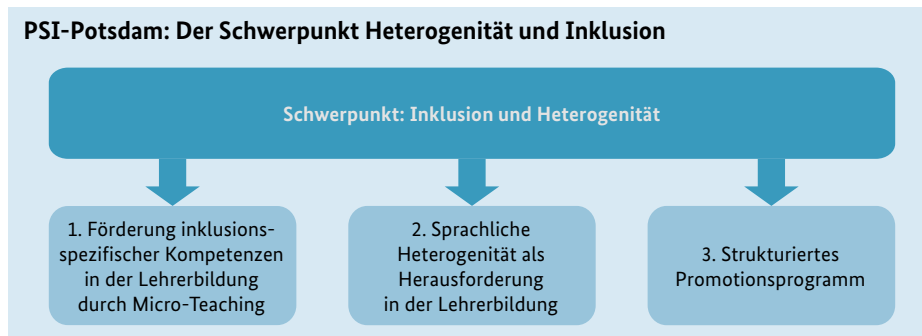 PSI-Potsdam: Der Schwerpunkt Heterogenität und Inklusion
Schwerpunkt: Inklusion und Heterogenität
1. Förderung inklusions-
spezifischer Kompetenzen
in der Lehrerbildung
durch Micro-Teaching
2. Sprachliche
Heterogenität als
Herausforderung
in der Lehrerbildung
3. Strukturiertes
Promotionsprogramm